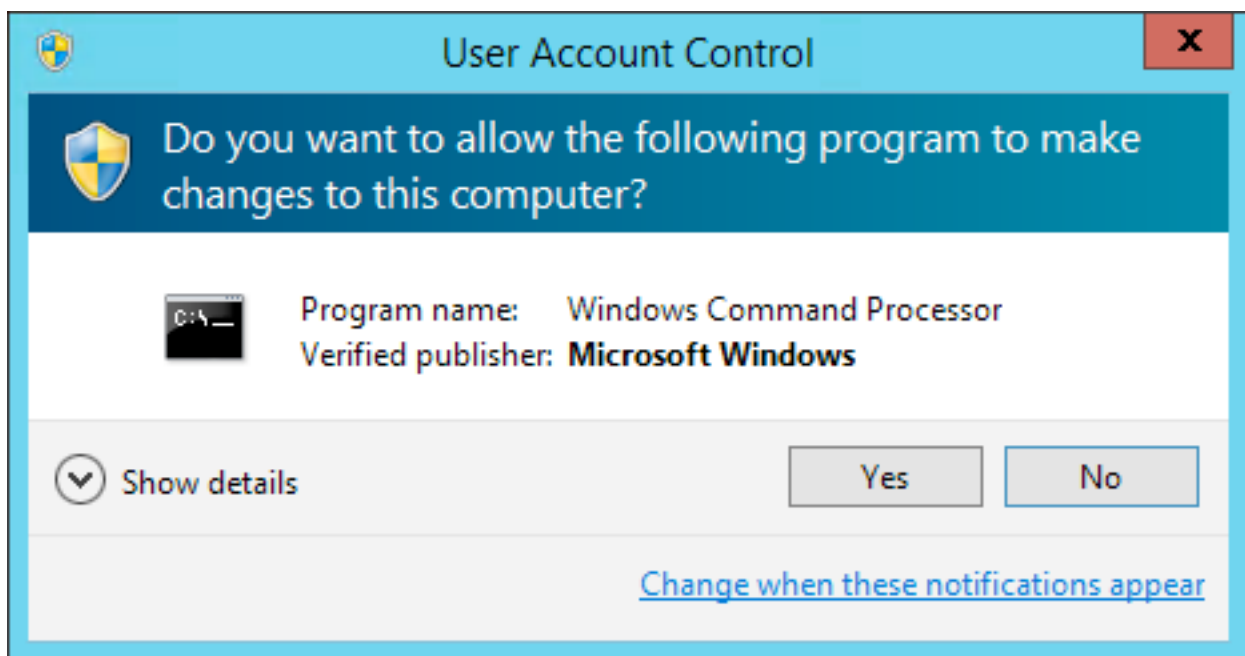 User Account Control
x
Do you want to allow the following program to make
changes to this computer?
C:\_
Program name: Windows Command Processor
Verified publisher: Microsoft Windows
Show details
Yes
No
Change when these notifications appear